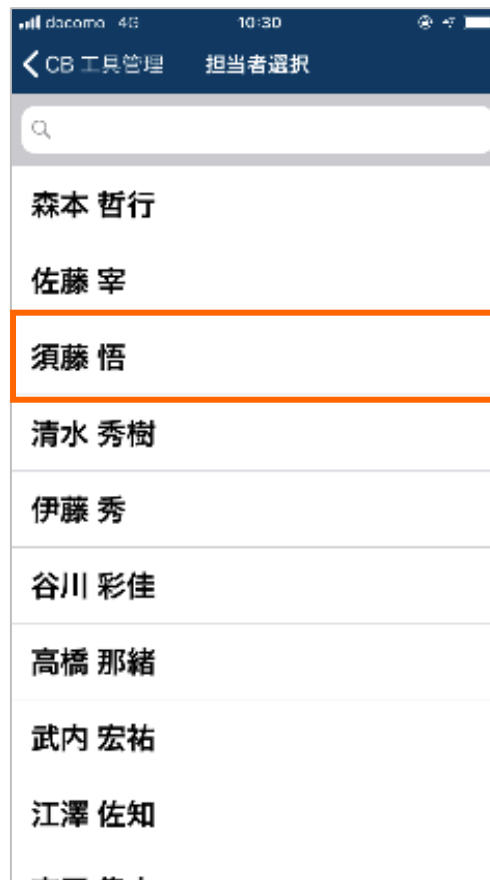 docomo 4G 10:30
CB 工具管理 担当者選択
森本 哲行
佐藤 宰
須藤 悟
清水 秀樹
伊藤 秀
谷川 彩佳
高橋 那緒
武内 宏祐
江澤 佐知